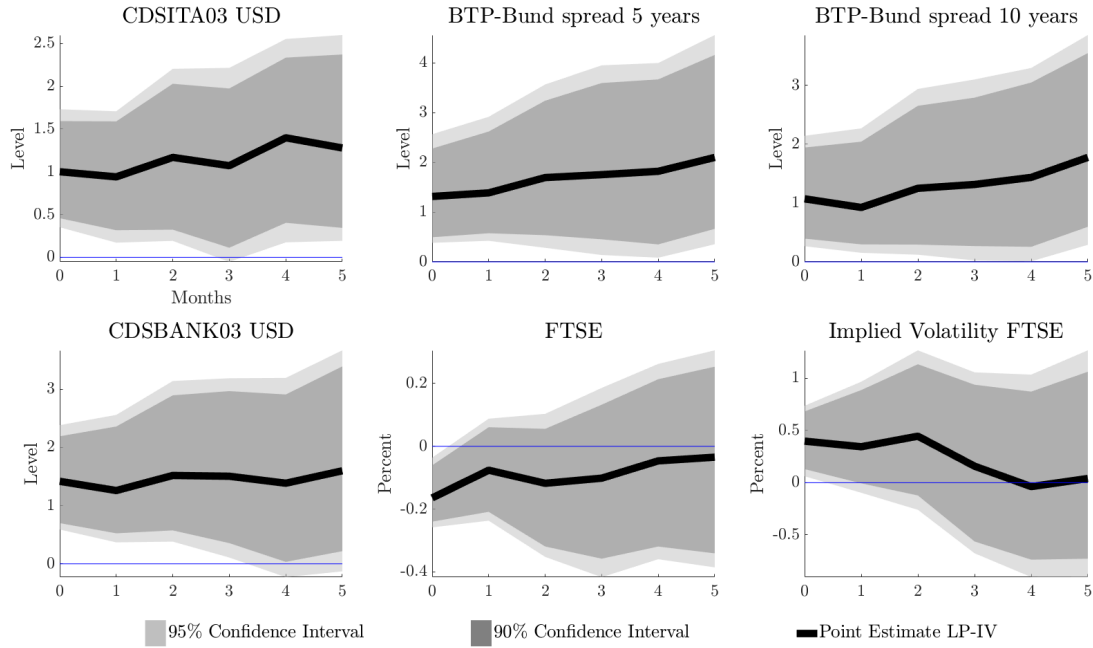 CDSITA03 USD
2.5
2
1.5
1
0.5
0
Level
0 1 2 3 4 5
Months
BTP-Bund spread 5 years
4
3
2
1
0
Level
0 1 2 3 4 5
BTP-Bund spread 10 years
3
2
1
0
Level
0 1 2 3 4 5
CDSBANK03 USD
3
2
1
0
Level
0 1 2 3 4 5
FTSE
0.2
0
-0.2
-0.4
Percent
0 1 2 3 4 5
Implied Volatility FTSE
1
0.5
0
-0.5
Percent
0 1 2 3 4 5
95% Confidence Interval
90% Confidence Interval
Point Estimate LP-IV